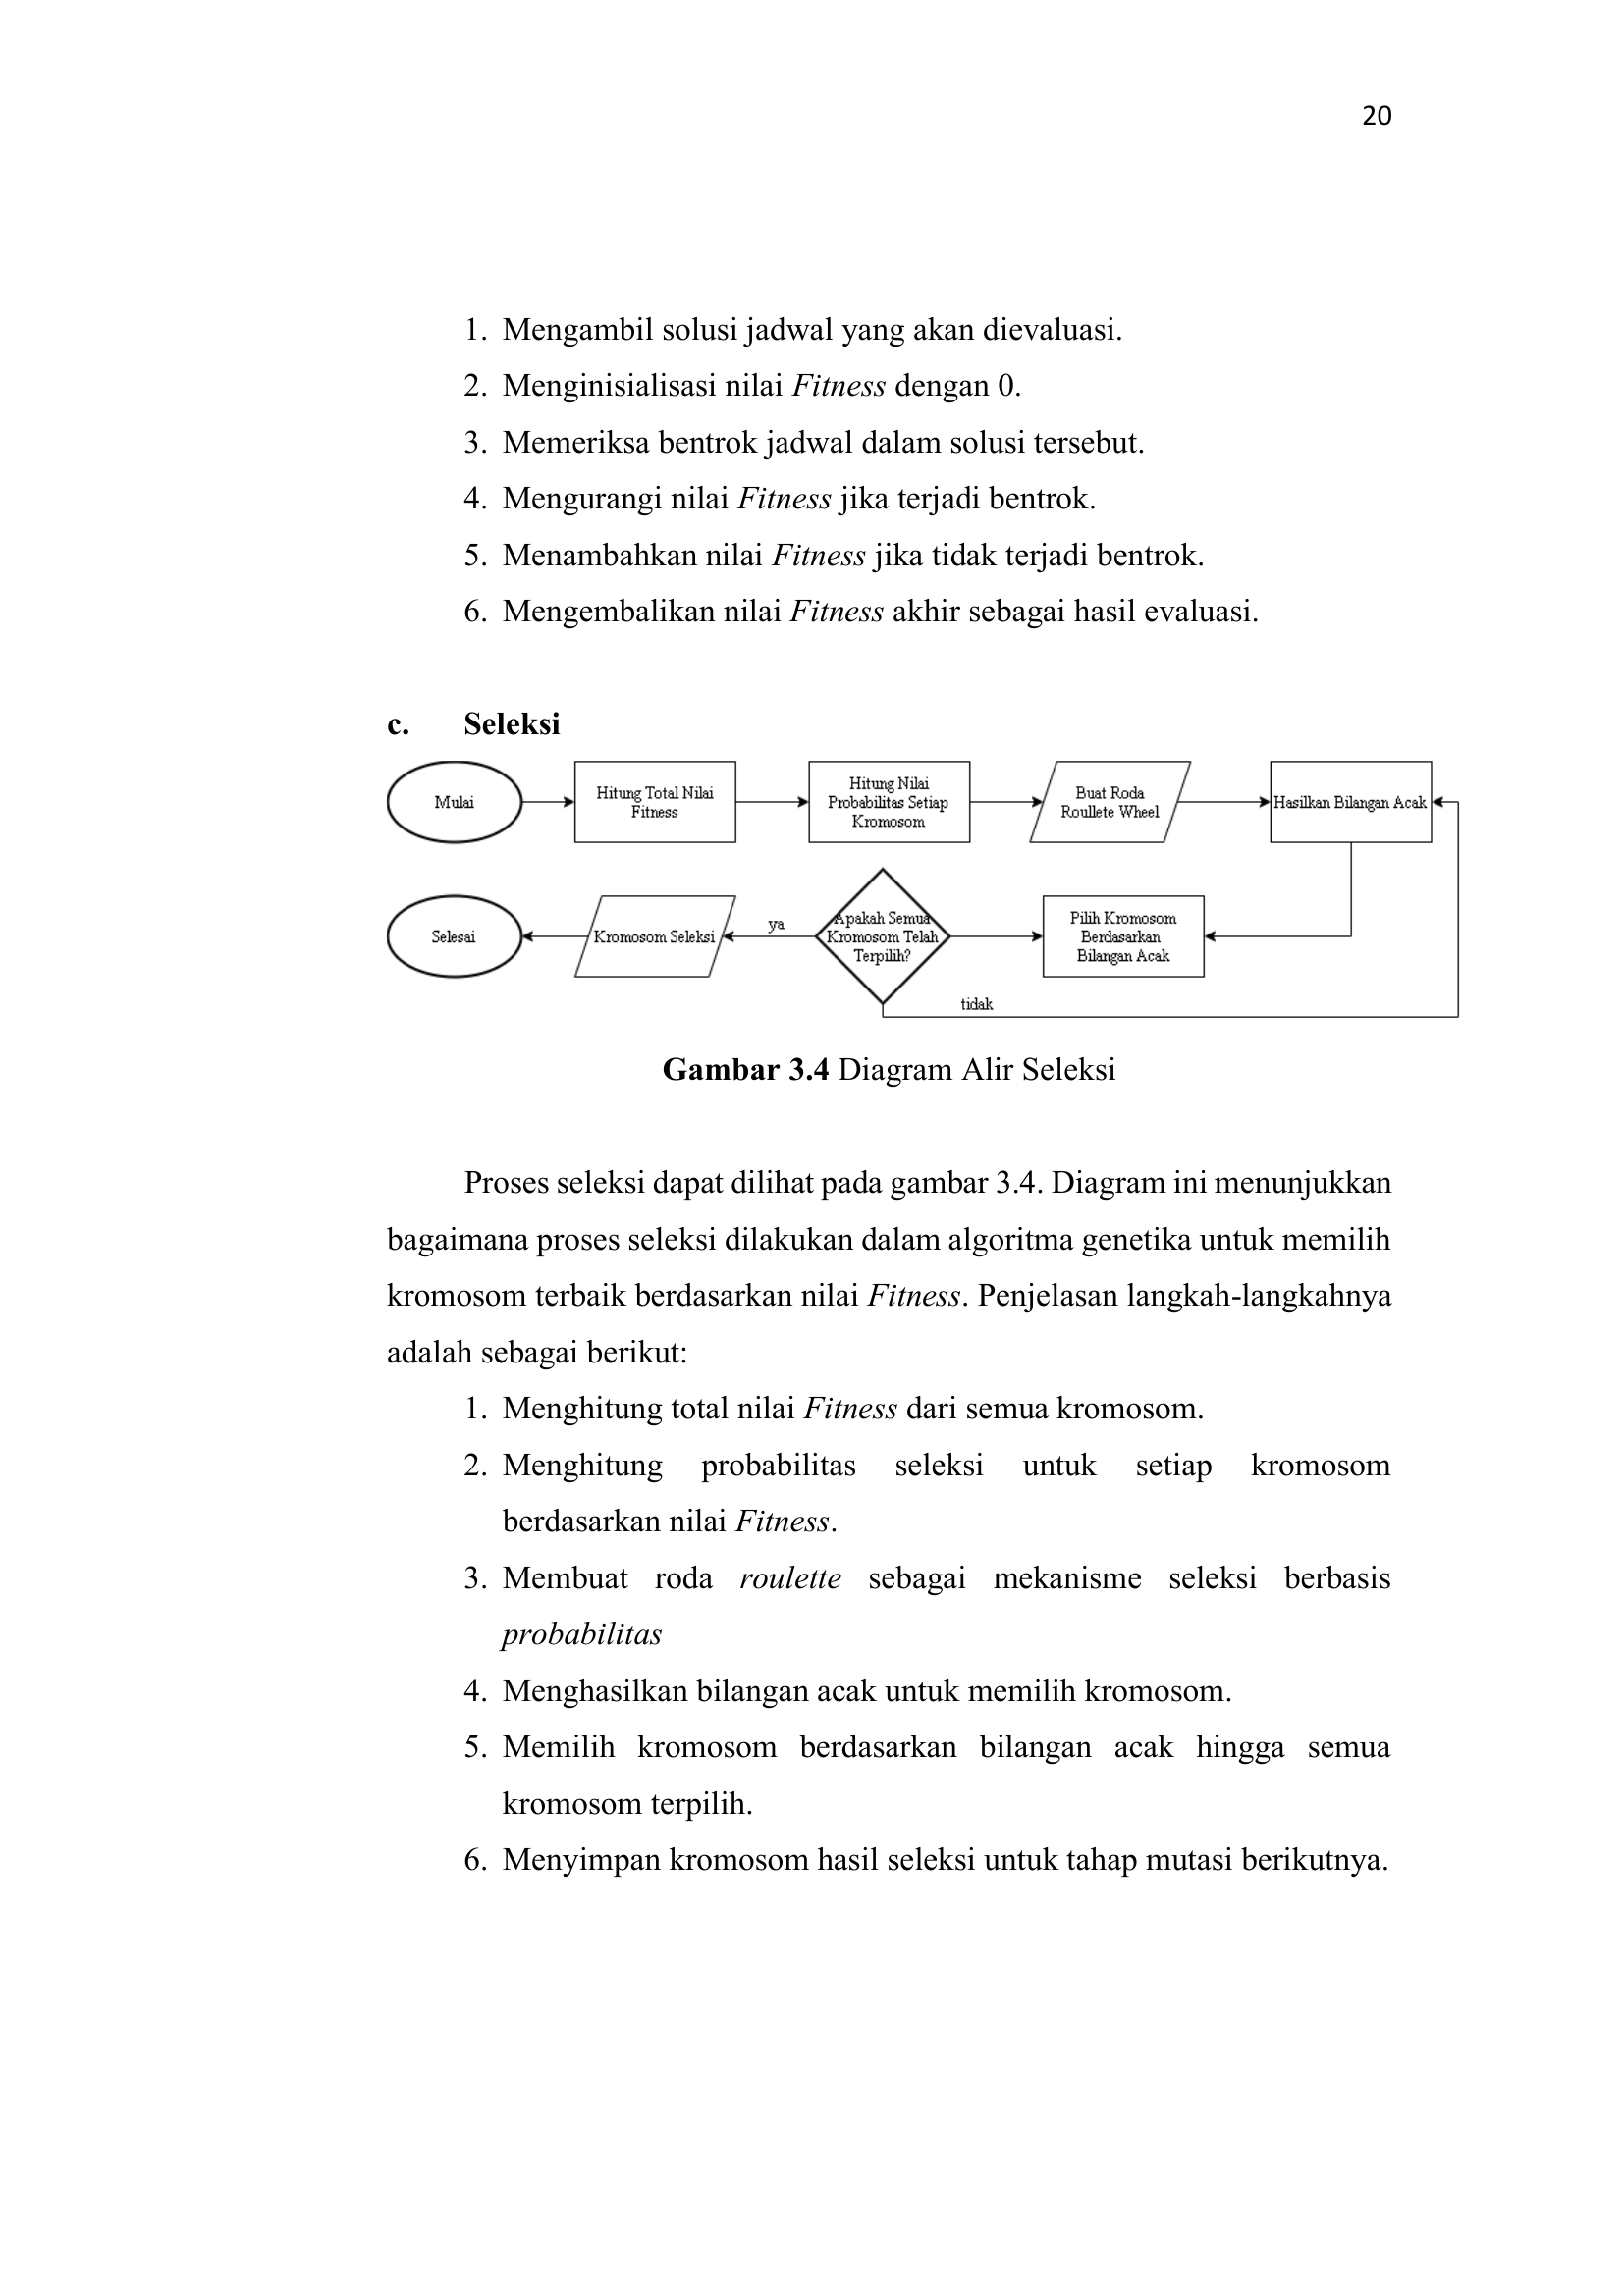 20
1. Mengambil solusi jadwal yang akan dievaluasi.
2. Menginisialisasi nilai Fitness dengan 0.
3. Memeriksa bentrok jadwal dalam solusi tersebut.
4. Mengurangi nilai Fitness jika terjadi bentrok.
5. Menambahkan nilai Fitness jika tidak terjadi bentrok.
6. Mengembalikan nilai Fitness akhir sebagai hasil evaluasi.
c. Seleksi
Mulai
Hitung Total Nilai
Fitness
Hitung Nilai
Probabilitas Setiap
Kromosom
Buat Roda
Roullete Wheel
Hasilkan Bilangan Acak
Selesai
Kromosom Seleksi
ya
Apakah Semua
Kromosom Telah
Terpilih?
Pilih Kromosom
Berdasarkan
Bilangan Acak
tidak
Gambar 3.4 Diagram Alir Seleksi
Proses seleksi dapat dilihat pada gambar 3.4. Diagram ini menunjukkan
bagaimana proses seleksi dilakukan dalam algoritma genetika untuk memilih
kromosom terbaik berdasarkan nilai Fitness. Penjelasan langkah-langkahnya
adalah sebagai berikut:
1. Menghitung total nilai Fitness dari semua kromosom.
2. Menghitung probabilitas seleksi untuk setiap kromosom
berdasarkan nilai Fitness.
3. Membuat roda roulette sebagai mekanisme seleksi berbasis
probabilitas
4. Menghasilkan bilangan acak untuk memilih kromosom.
5. Memilih kromosom berdasarkan bilangan acak hingga semua
kromosom terpilih.
6. Menyimpan kromosom hasil seleksi untuk tahap mutasi berikutnya.